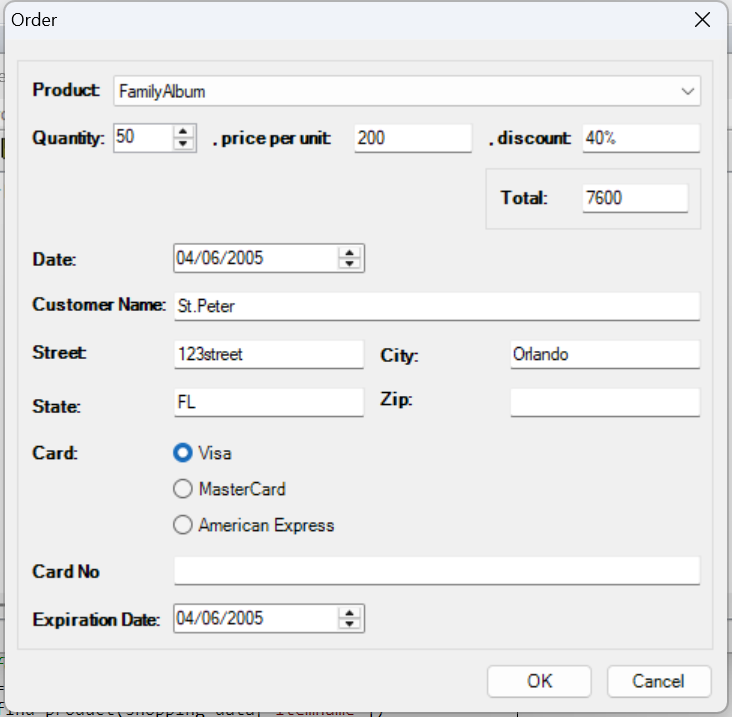 Order
Product: FamilyAlbum
Quantity: 50 , price per unit: 200 , discount: 40%
Total: 7600
Date: 04/06/2005
Customer Name: St.Peter
Street: 123street City: Orlando
State: FL Zip:
Card: Visa
MasterCard
American Express
Card No
Expiration Date: 04/06/2005
OK Cancel